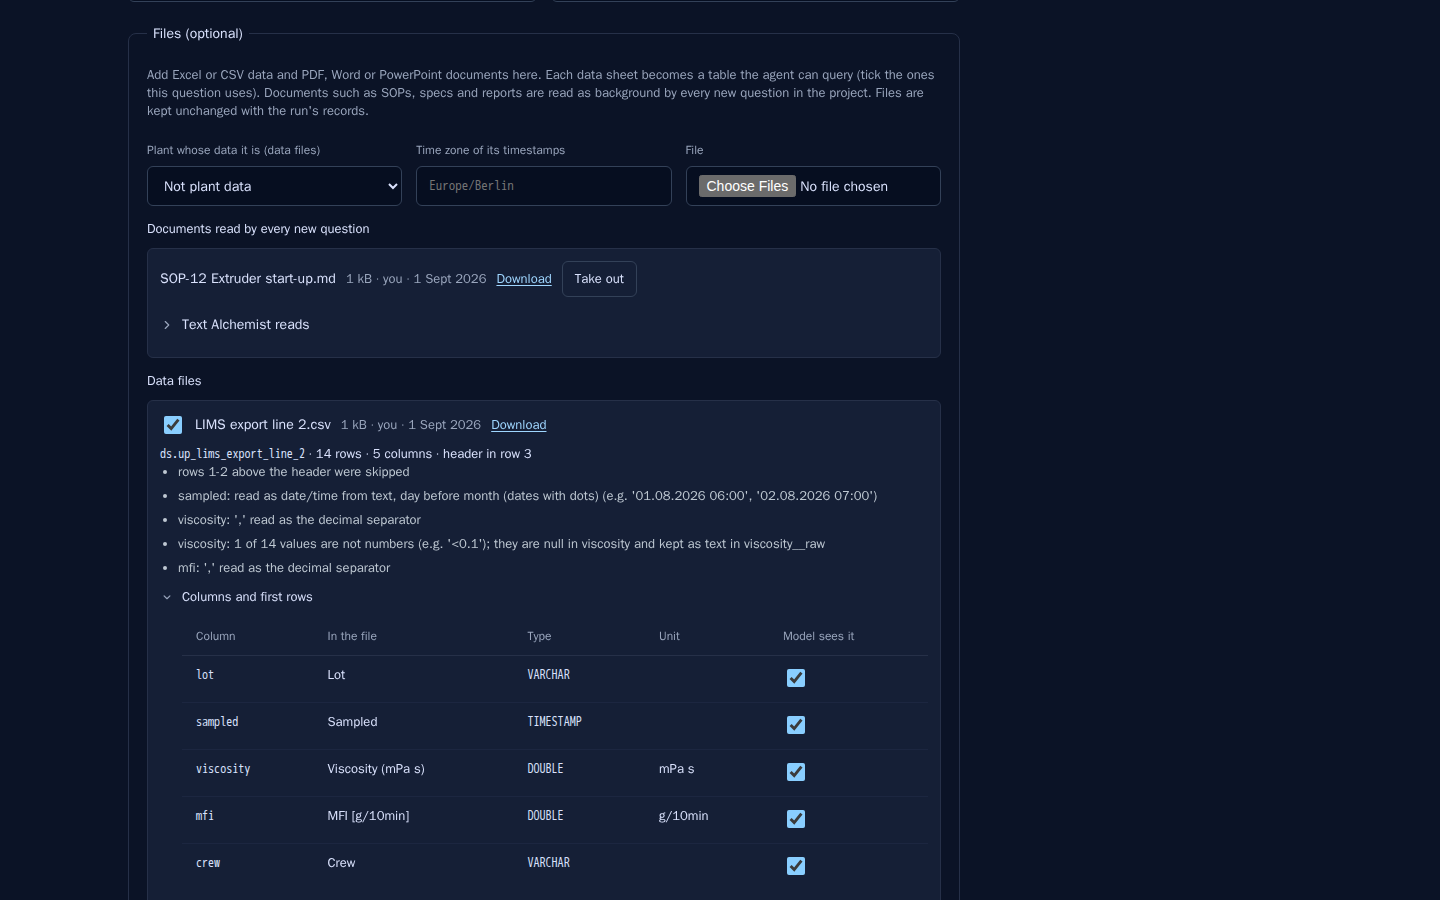 Files (optional)
Add Excel or CSV data and PDF, Word or PowerPoint documents here. Each data sheet becomes a table the agent can query (tick the ones
this question uses). Documents such as SOPs, specs and reports are read as background by every new question in the project. Files are
kept unchanged with the run's records.
Plant whose data it is (data files)
Time zone of its timestamps
File
Not plant data
Europe/Berlin
Choose Files No file chosen
Documents read by every new question
SOP-12 Extruder start-up.md 1 kB · you · 1 Sept 2026 Download Take out
Text Alchemist reads
Data files
LIMS export line 2.csv 1 kB · you · 1 Sept 2026 Download
ds.up_lims_export_line_2 · 14 rows · 5 columns · header in row 3
• rows 1-2 above the header were skipped
• sampled: read as date/time from text, day before month (dates with dots) (e.g. '01.08.2026 06:00', '02.08.2026 07:00')
• viscosity: ',' read as the decimal separator
• viscosity: 1 of 14 values are not numbers (e.g. '<0.1'); they are null in viscosity and kept as text in viscosity__raw
• mfi: ',' read as the decimal separator
Columns and first rows
Column In the file Type Unit Model sees it
lot Lot VARCHAR
sampled Sampled TIMESTAMP
viscosity Viscosity (mPa s) DOUBLE mPa s
mfi MFI [g/10min] DOUBLE g/10min
crew Crew VARCHAR